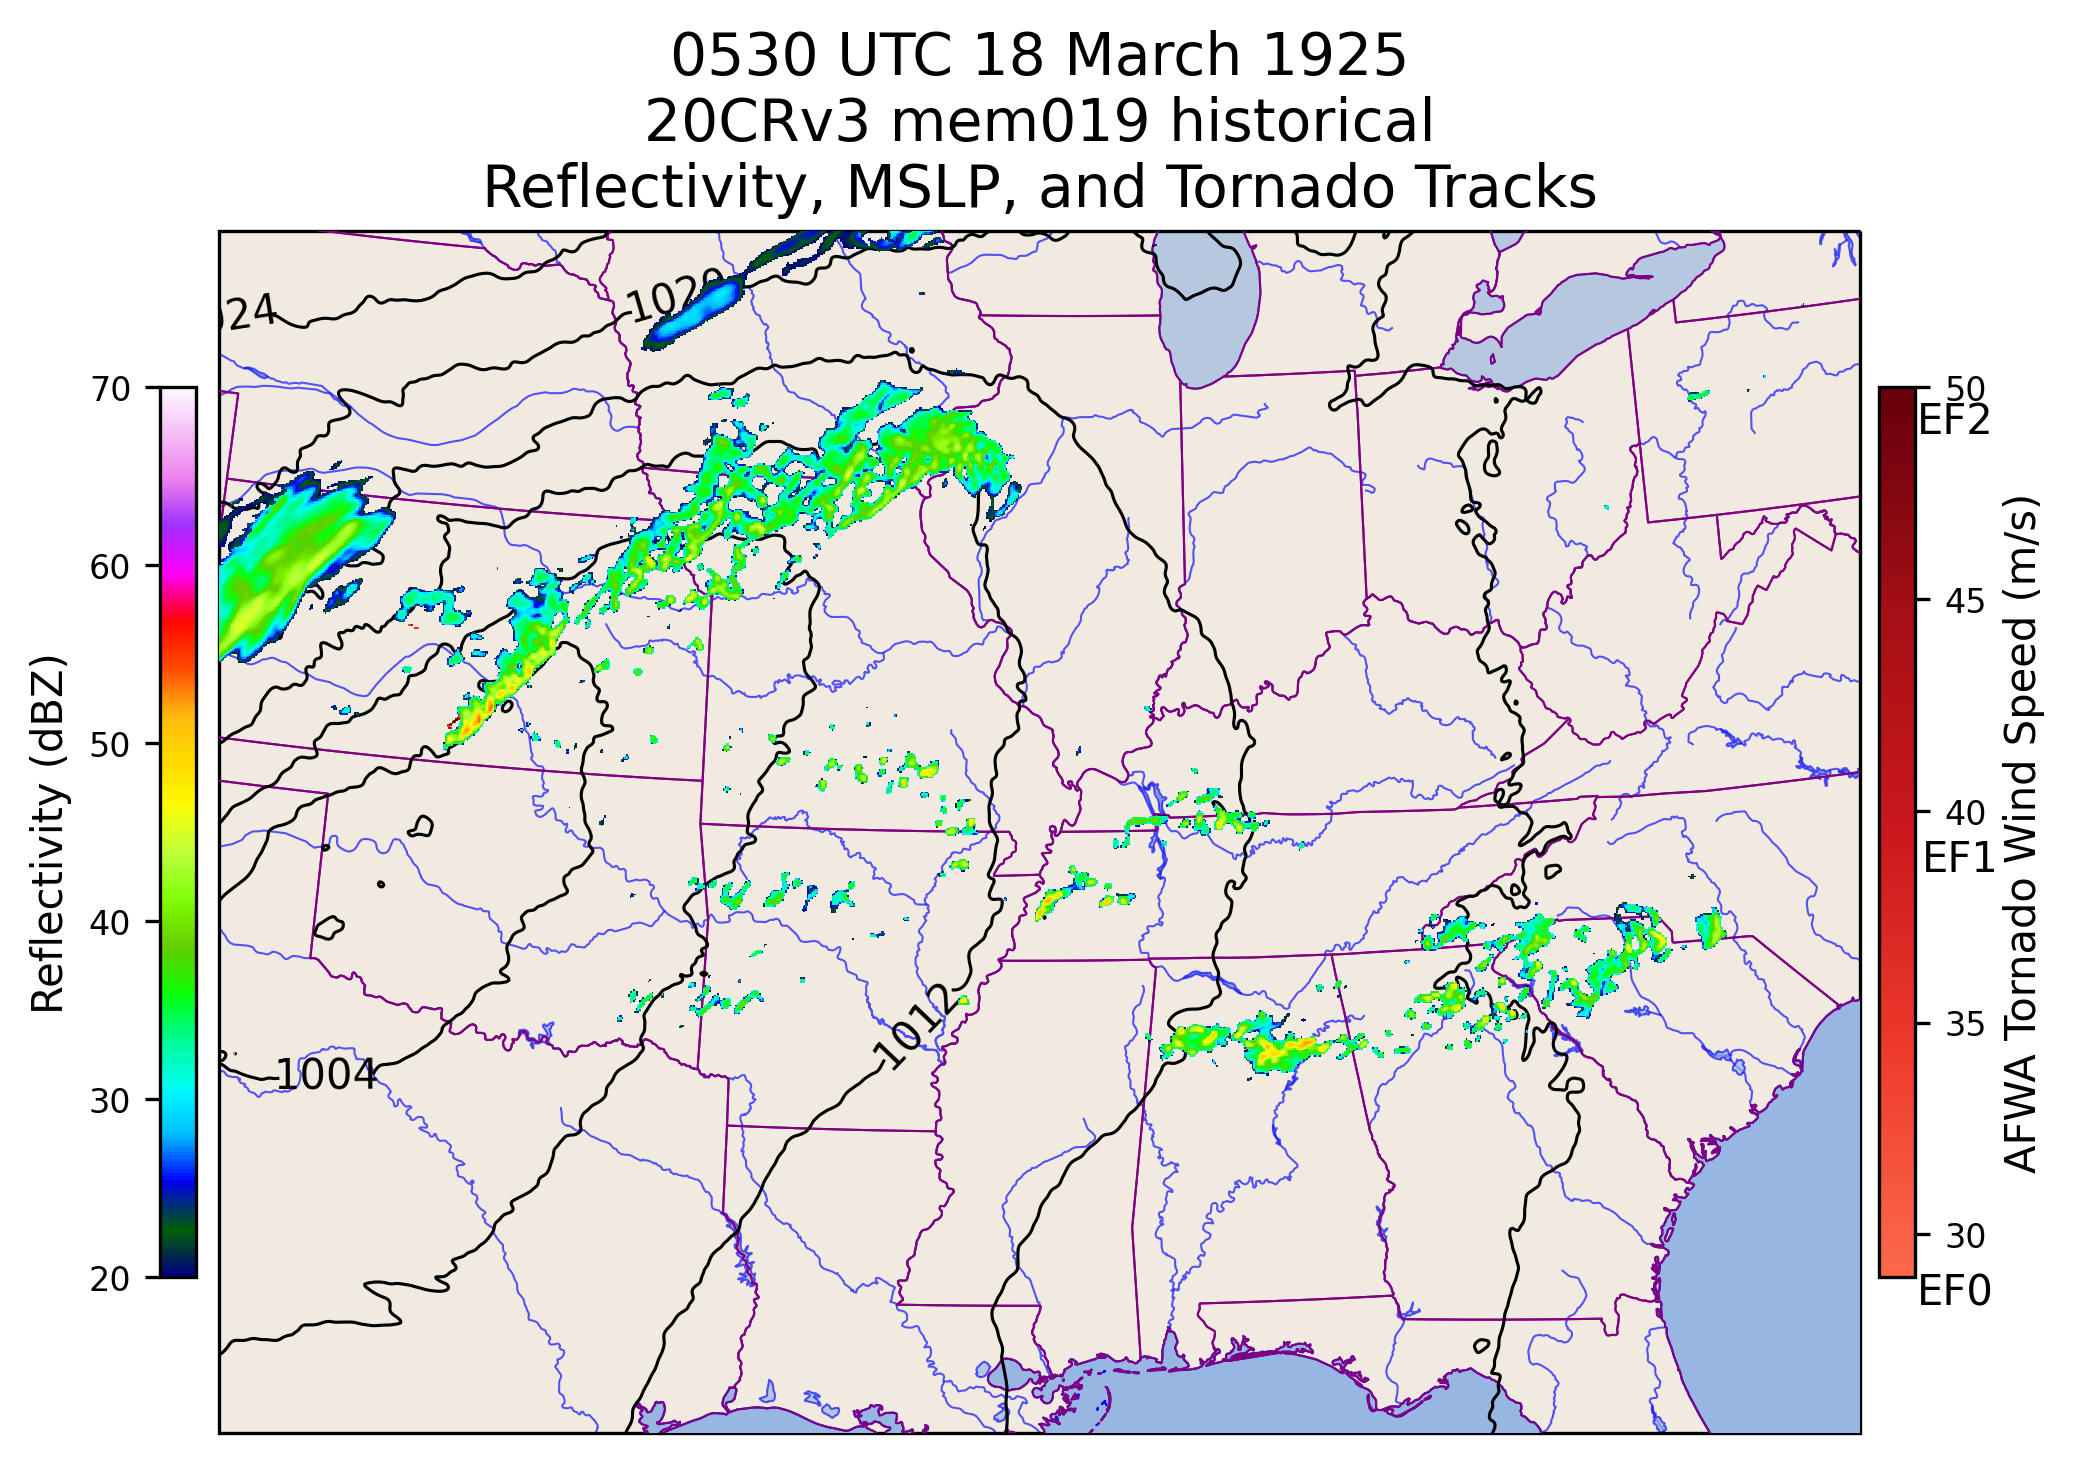 0530 UTC 18 March 1925
20CRv3 mem019 historical
Reflectivity, MSLP, and Tornado Tracks
1020
24
70
60
50
40
30
20
Reflectivity (dBZ)
1004
1012
50
EF2
45
40
EF1
35
30
EF0
AFWA Tornado Wind Speed (m/s)